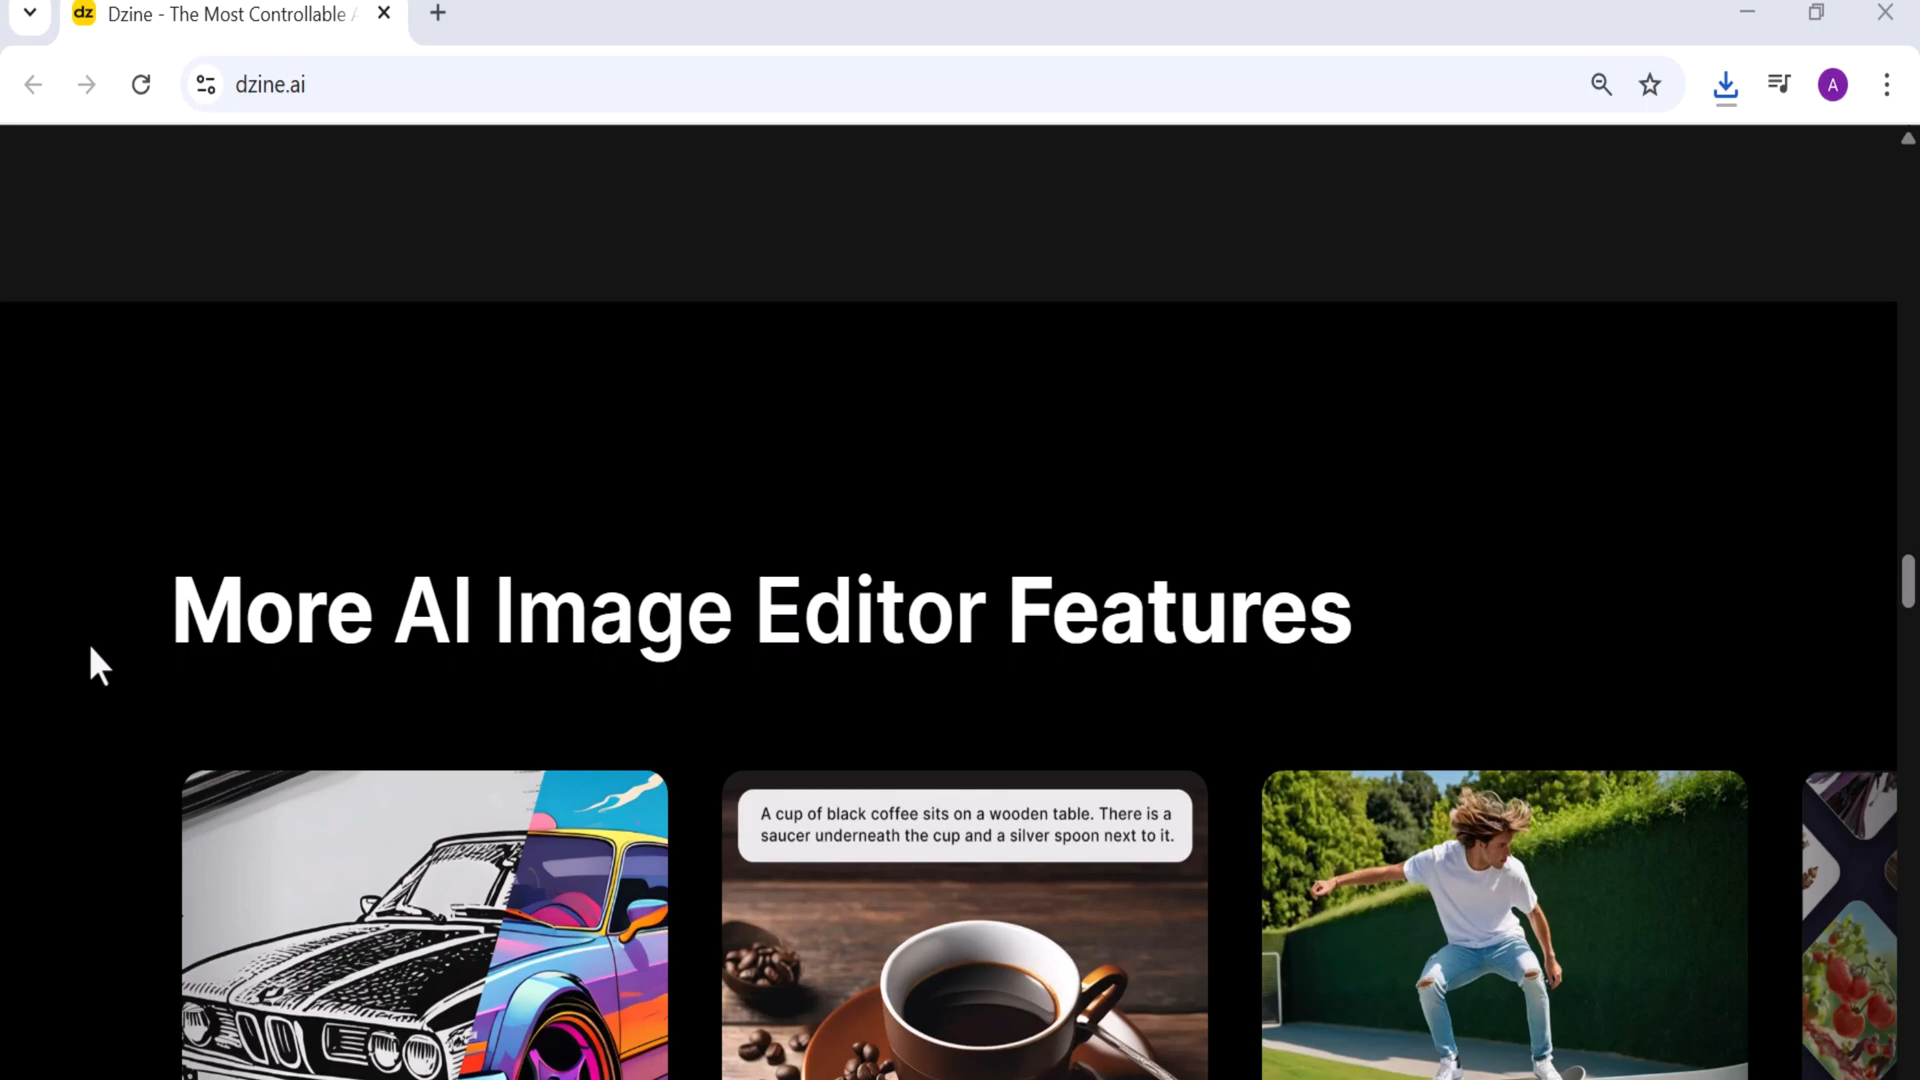 dz Dzine - The Most Controllable
dzine.ai
A
More AI Image Editor Features
A cup of black coffee sits on a wooden table. There is a
saucer underneath the cup and a silver spoon next to it.